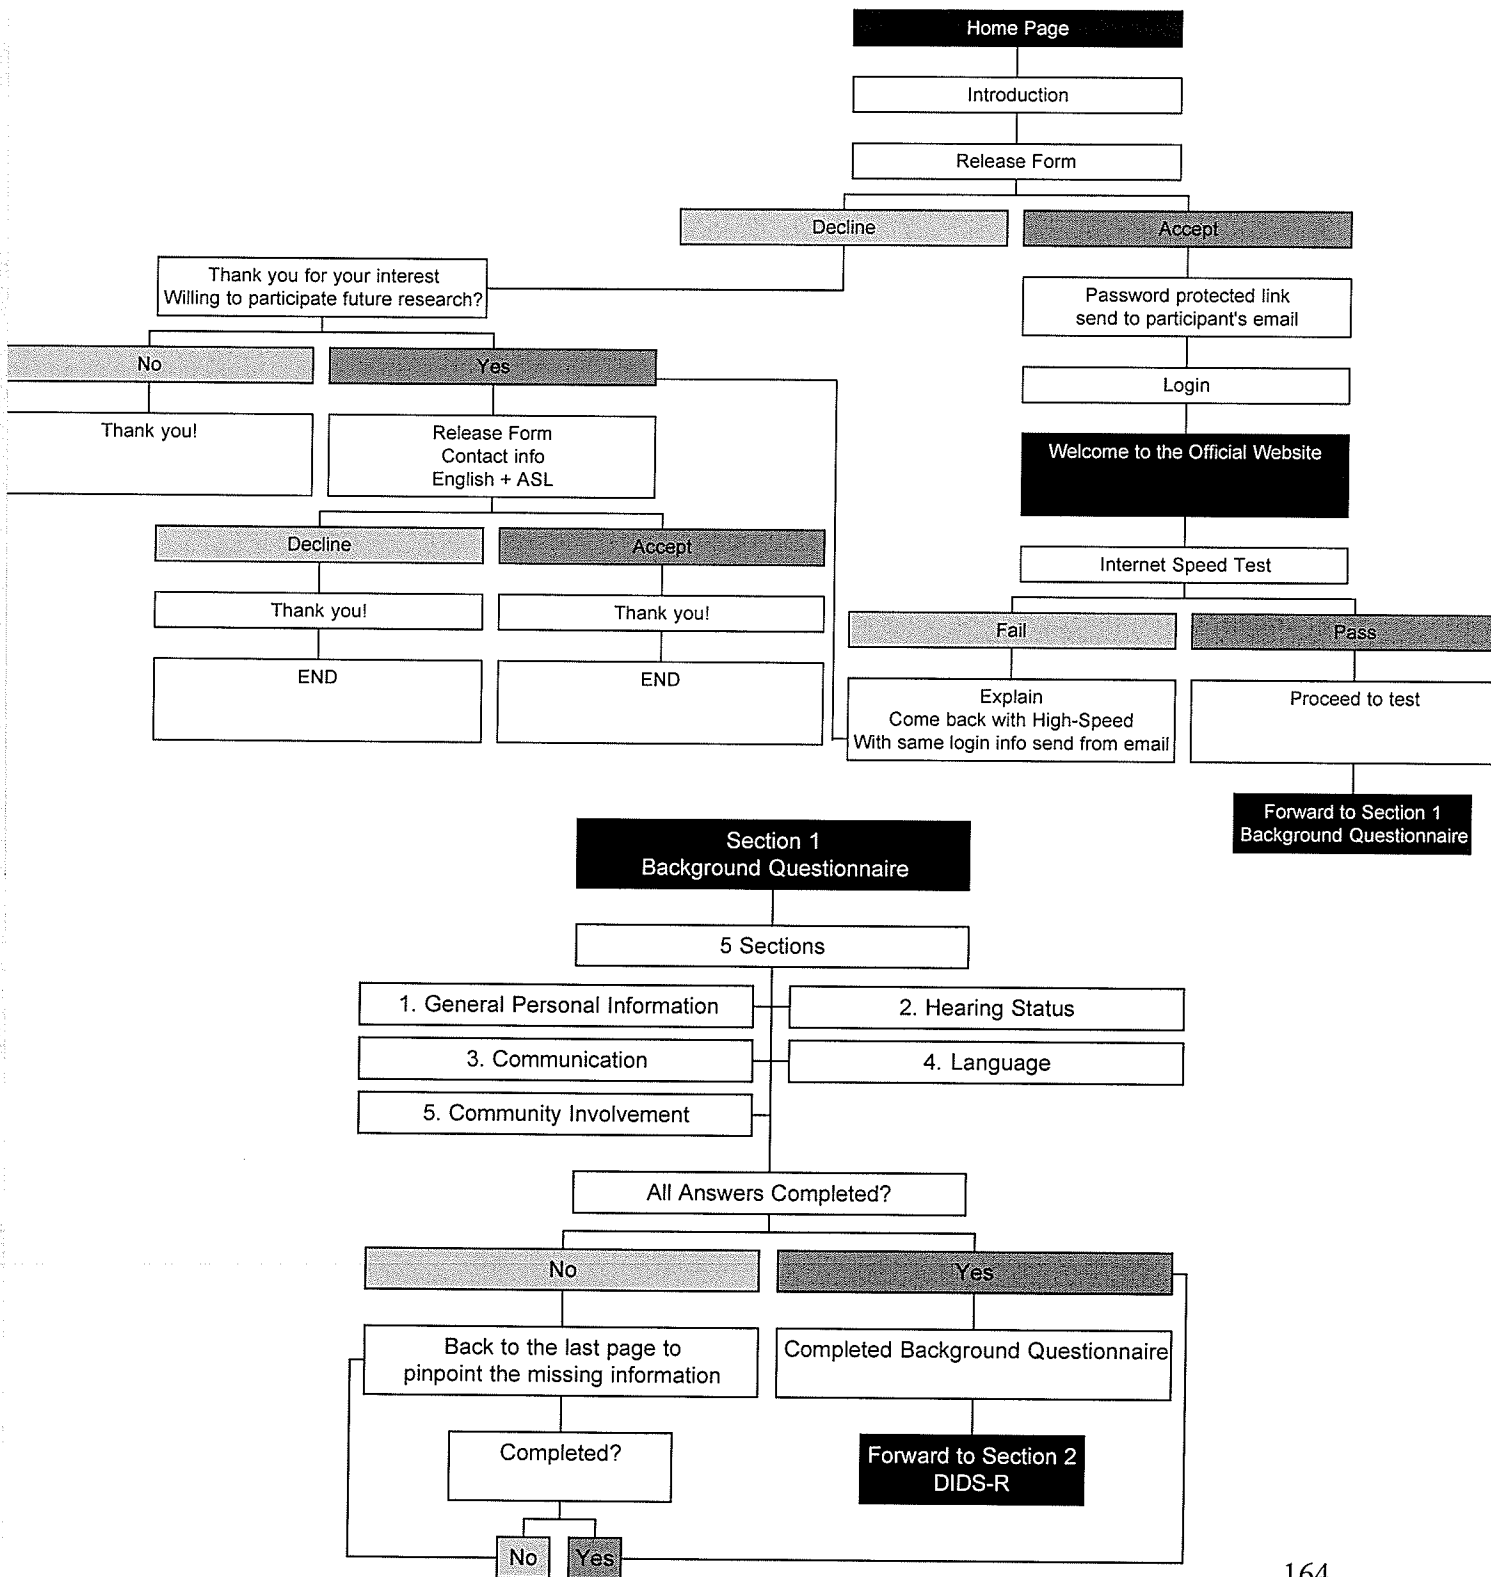 Home Page
Introduction
Release Form
Decline
Accept
Thank you for your interest
Willing to participate future research?
Password protected link
send to participant's email
No
Yes
Login
Thank you!
Release Form
Contact info
English + ASL
Welcome to the Official Website
Decline
Accept
Internet Speed Test
Thank you!
Thank you!
Fail
Pass
END
END
Explain
Come back with High-Speed
With same login info send from email
Proceed to test
Forward to Section 1
Background Questionnaire
Section 1
Background Questionnaire
5 Sections
1. General Personal Information
2. Hearing Status
3. Communication
4. Language
5. Community Involvement
All Answers Completed?
No
Yes
Back to the last page to
pinpoint the missing information
Completed Background Questionnaire
Completed?
Forward to Section 2
DIDS-R
No
Yes
164